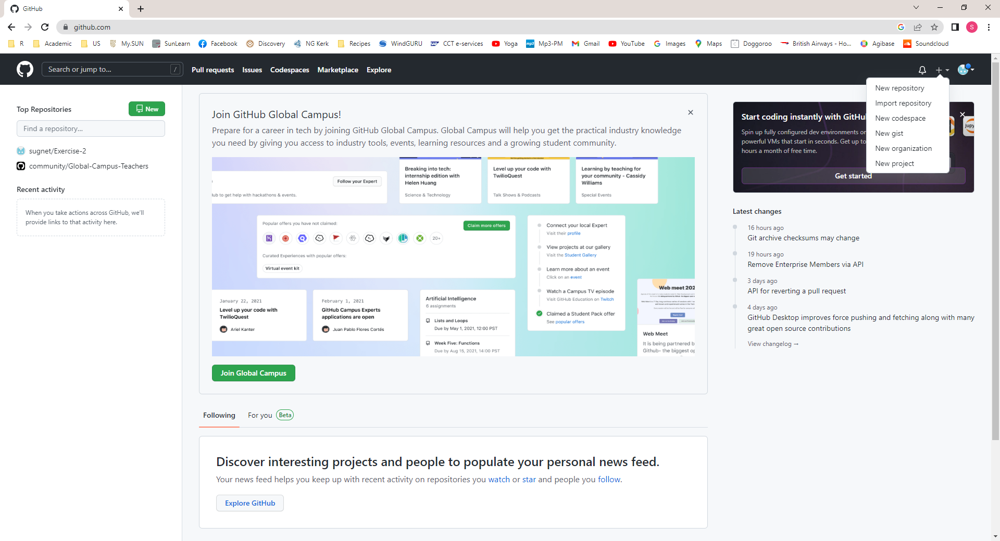 GitHub
github.com
S
R
Academic
US
My.SUN
SunLearn
Facebook
Discovery
NG Kerk
Recipes
WindGURU
CCT e-services
Yoga
Mp3-PM
Gmail
YouTube
Images
Maps
Doggoroo
British Airways - Ho...
Agibase
Soundcloud
Search or jump to...
/
Pull requests
Issues
Codespaces
Marketplace
Explore
New repository
Import repository
New codespace
New gist
New organization
New project
Top Repositories
New
Find a repository...
sugnet/Exercise-2
community/Global-Campus-Teachers
Recent activity
When you take actions across GitHub, we'll
provide links to that activity here.
Join GitHub Global Campus!
Prepare for a career in tech by joining GitHub Global Campus. Global Campus will help you get the practical industry knowledge
you need by giving you access to industry tools, events, learning resources and a growing student community.
Follow your Expert
to get help with hackathons & events.
Breaking into tech:
internship edition with
Helen Huang
Science & Technology
Level up your code with
TwilioQuest
Talk Shows & Podcasts
Learning by teaching for
your community - Cassidy
Williams
Special Events
Popular offers you have not claimed:
Claim more offers
20+
Curated Experiences with popular offers:
Virtual event kit
Connect your local Expert
Visit their profile
View projects at our gallery
Visit the Student Gallery
Learn more about an event
Click on an event
Watch a Campus TV episode
Visit GitHub Education on Twitch
Claimed a Student Pack offer
See popular offers
January 22, 2021
Level up your code with
TwilioQuest
Ariel Kanter
February 1, 2021
GitHub Campus Experts
applications are open
Juan Pablo Flores Cortés
Artificial Intelligence
6 assignments
Lists and Loops
Due by May 1, 2021, 12:00 PST
Week Five: Functions
Due by Aug 15, 2021, 14:00 PST
Web meet 202
Web Meet
It is being partnered b
Github- the biggest op
Join Global Campus
Following
For you
Beta
Discover interesting projects and people to populate your personal news feed.
Your news feed helps you keep up with recent activity on repositories you watch or star and people you follow.
Explore GitHub
Start coding instantly with GitHu
Spin up fully configured dev environments or
powerful VMs that start in seconds. Get up to
hours a month of free time.
Get started
Latest changes
16 hours ago
Git archive checksums may change
19 hours ago
Remove Enterprise Members via API
3 days ago
API for reverting a pull request
4 days ago
GitHub Desktop improves force pushing and fetching along with many
great open source contributions
View changelog →